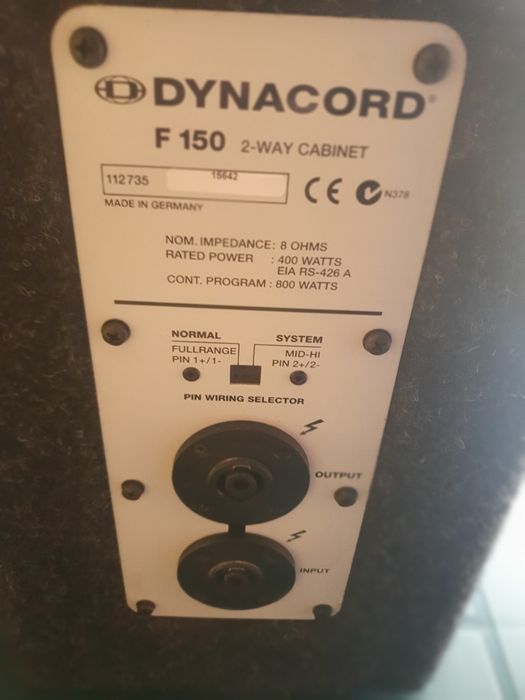 DYNACORD®
F 150 2-WAY CABINET
112735 15642
CE N378
MADE IN GERMANY
NOM. IMPEDANCE: 8 OHMS
RATED POWER : 400 WATTS
EIA RS-426 A
CONT. PROGRAM : 800 WATTS
NORMAL SYSTEM
FULLRANGE MID-HI
PIN 1+/1- PIN 2+/2-
PIN WIRING SELECTOR
OUTPUT
INPUT